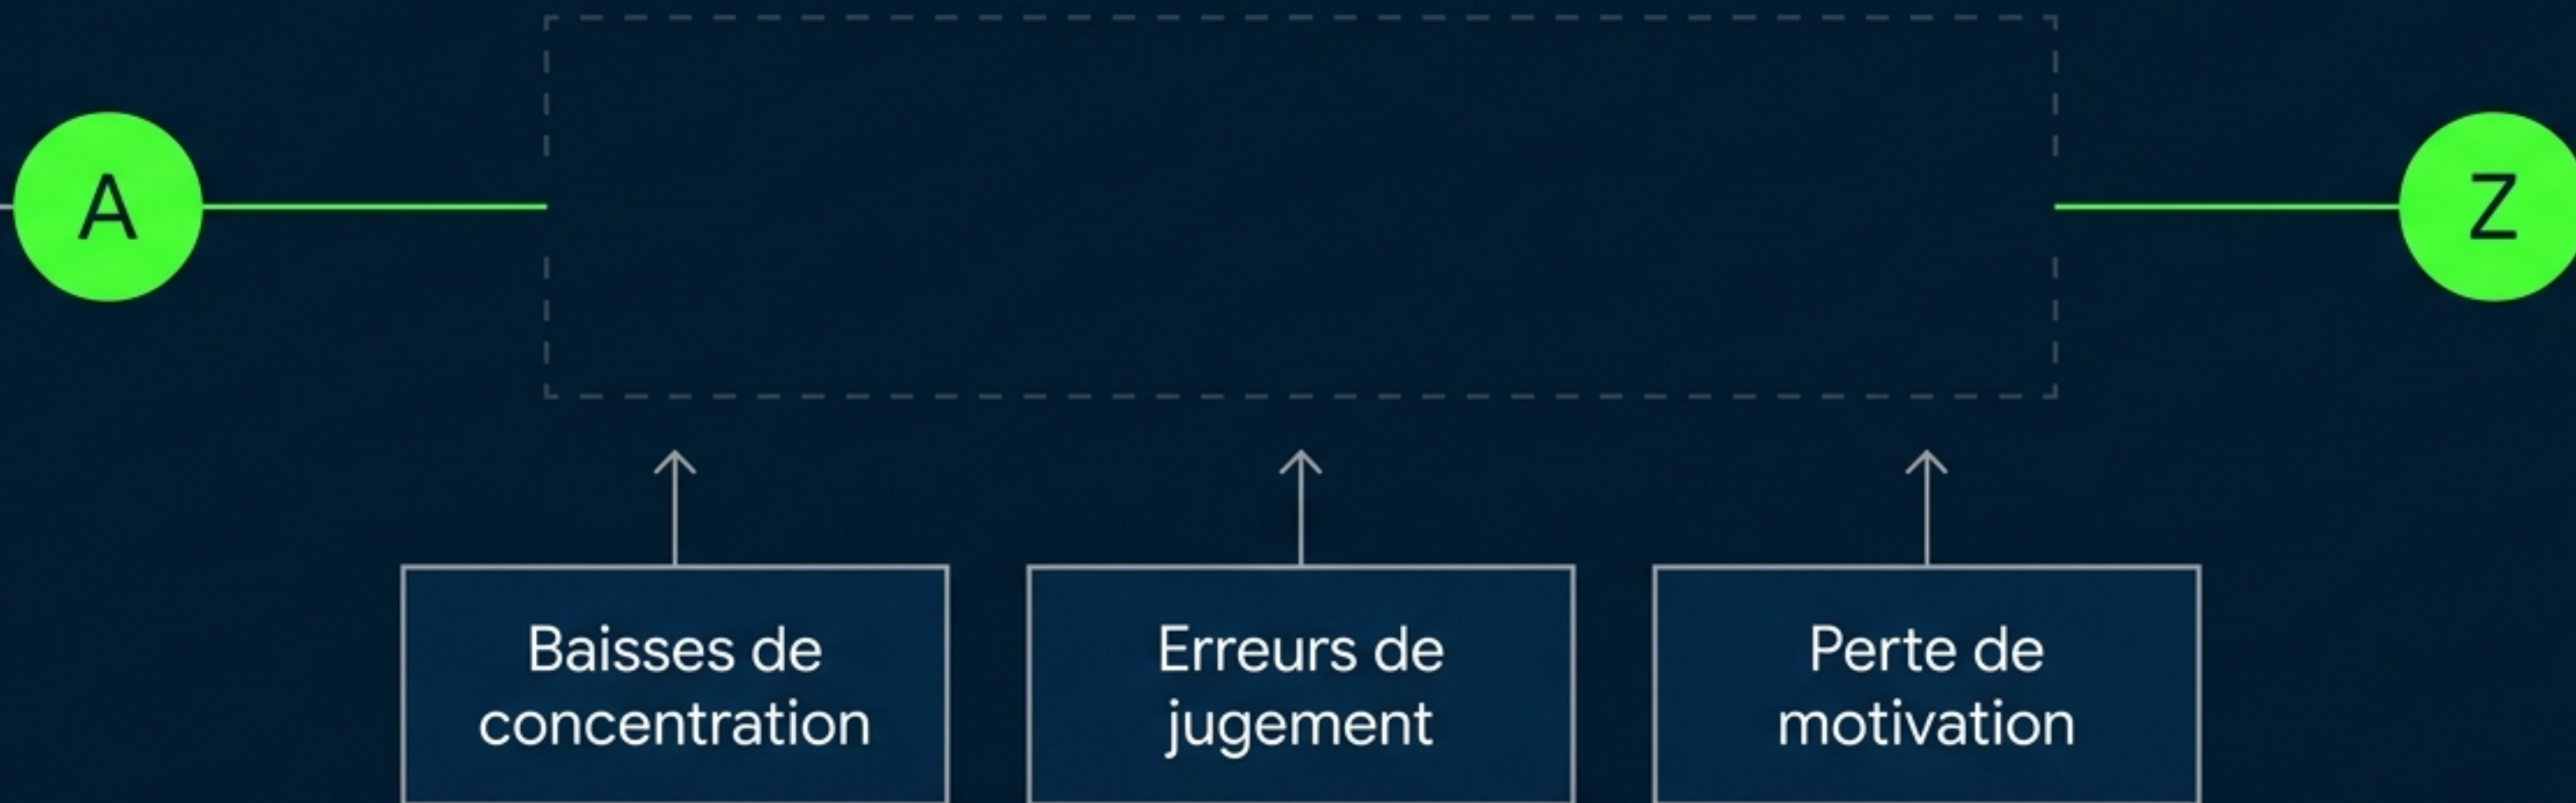 A
Z
Baisses de
concentration
Erreurs de
jugement
Perte de
motivation